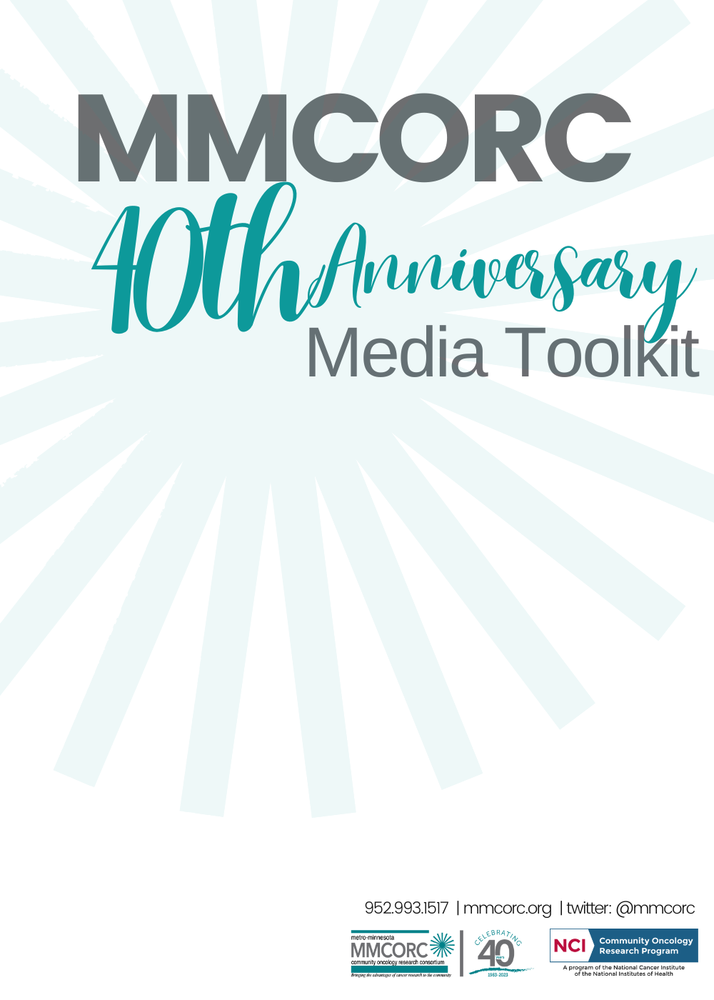 MMCORC
40th Anniversary
Media Toolkit
952.993.1517 | mmcorc.org | twitter: @mmcorc
metro-minnesota
MMCORC
community oncology research consortium
Bringing the advantages of cancer research to the community
CELEBRATING
40
years
1983-2023
NCI
Community Oncology
Research Program
A program of the National Cancer Institute
of the National Institutes of Health